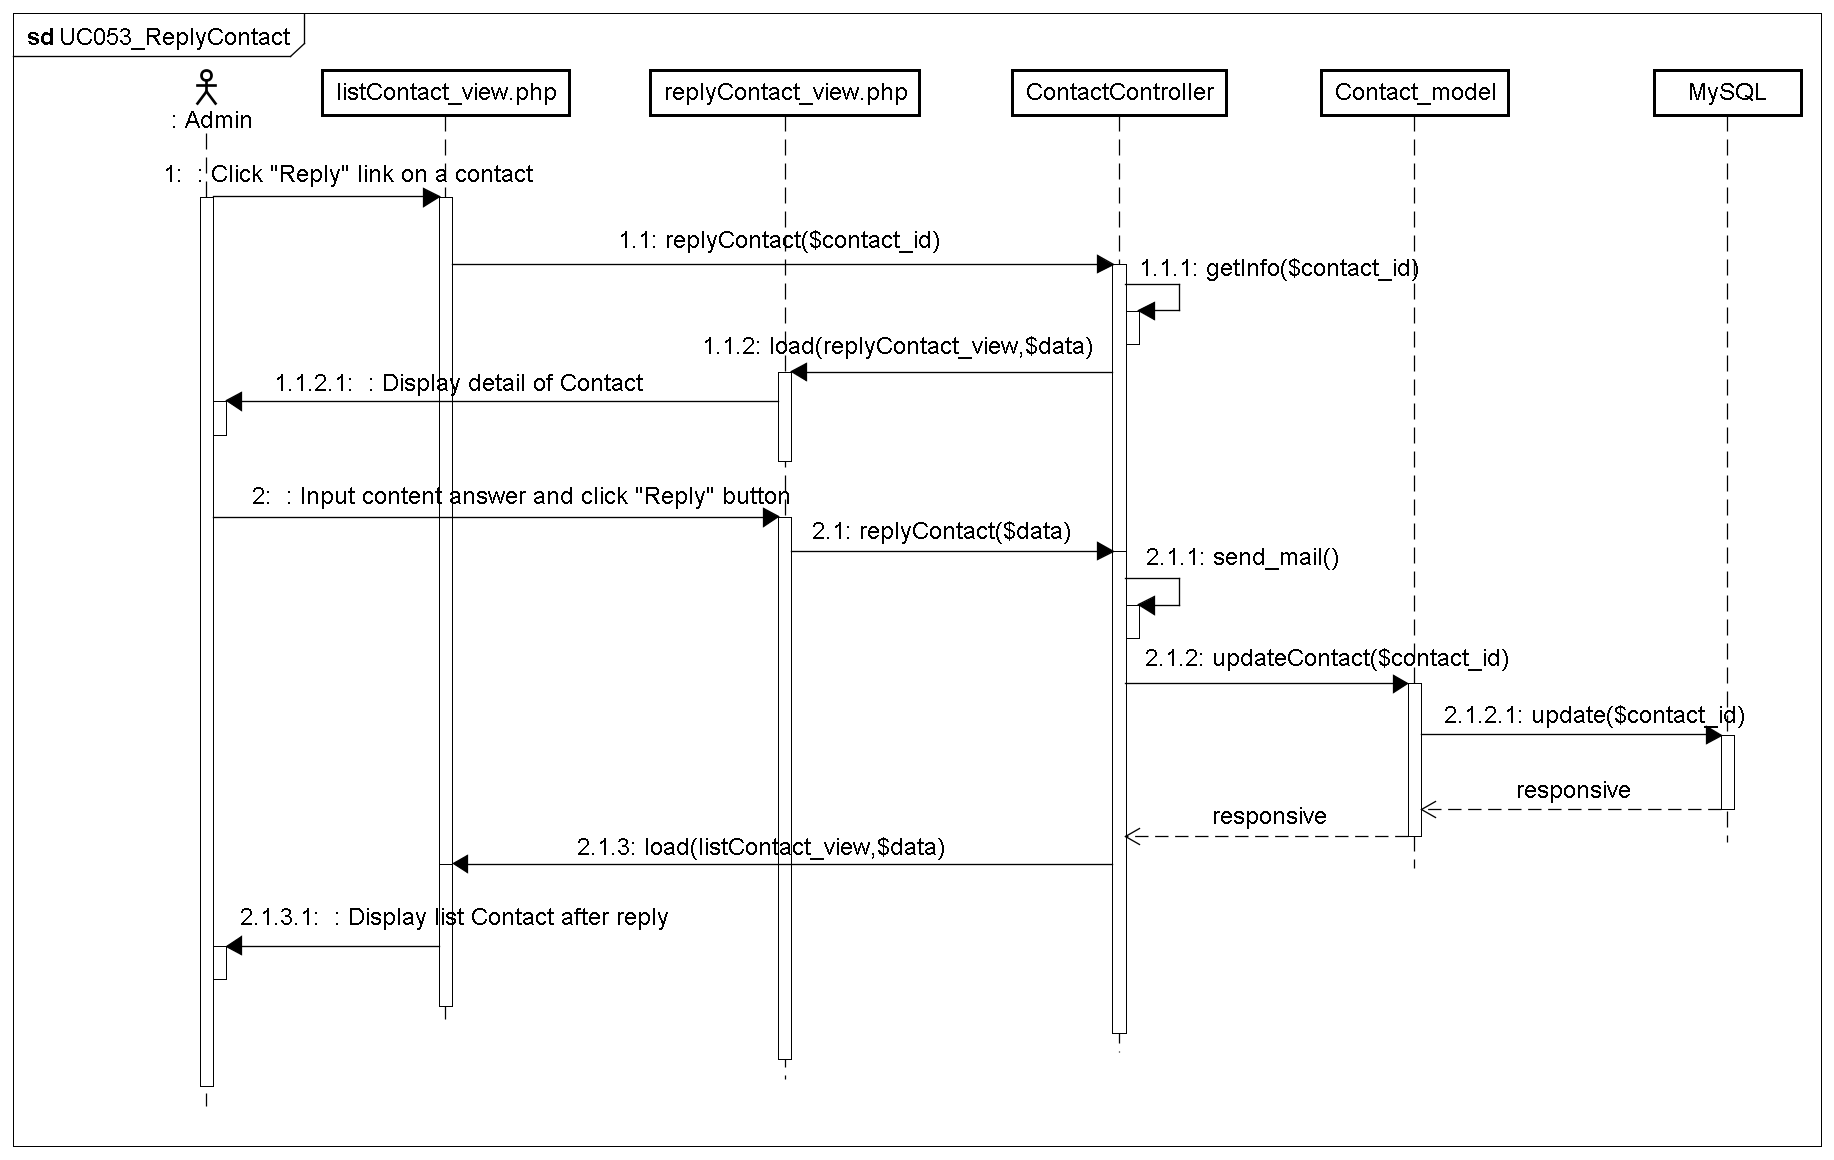 sd UC053_ReplyContact
: Admin
listContact_view.php
replyContact_view.php
ContactController
Contact_model
MySQL
1:  : Click "Reply" link on a contact
1.1: replyContact($contact_id)
1.1.1: getInfo($contact_id)
1.1.2: load(replyContact_view,$data)
1.1.2.1:  : Display detail of Contact
2:  : Input content answer and click "Reply" button
2.1: replyContact($data)
2.1.1: send_mail()
2.1.2: updateContact($contact_id)
2.1.2.1: update($contact_id)
responsive
responsive
2.1.3: load(listContact_view,$data)
2.1.3.1:  : Display list Contact after reply